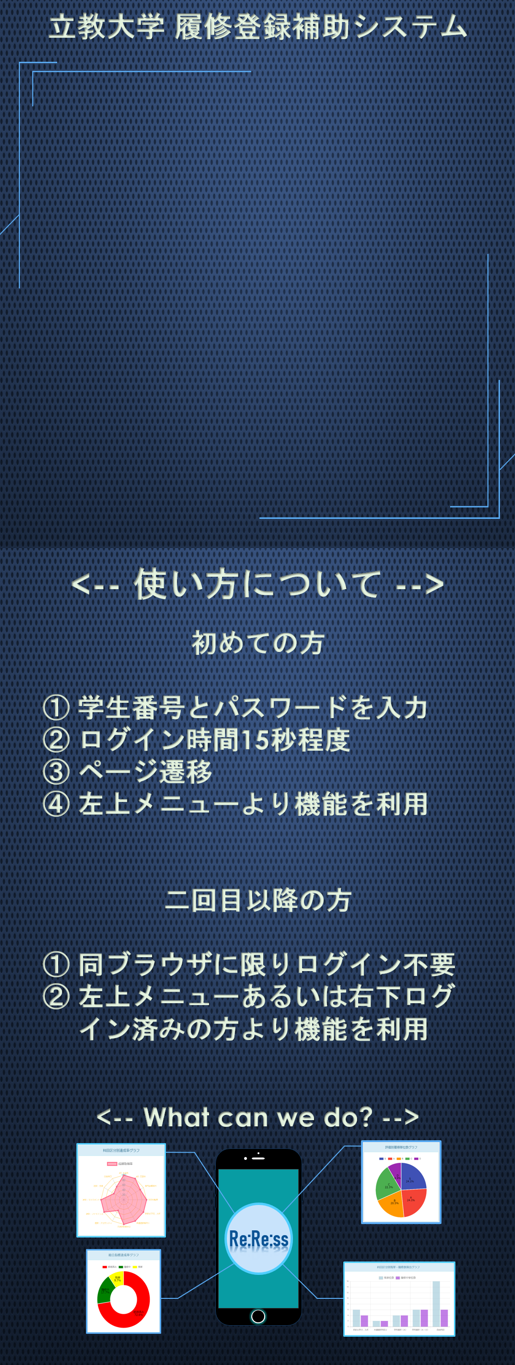 立教大学 履修登録補助システム
<-- 使い方について -->
初めての方
① 学生番号とパスワードを入力
② ログイン時間15秒程度
③ ページ遷移
④ 左上メニューより機能を利用
二回目以降の方
① 同ブラウザに限りログイン不要
② 左上メニューあるいは右下ログ
イン済みの方より機能を利用
<-- What can we do? -->
Re:Re:ss